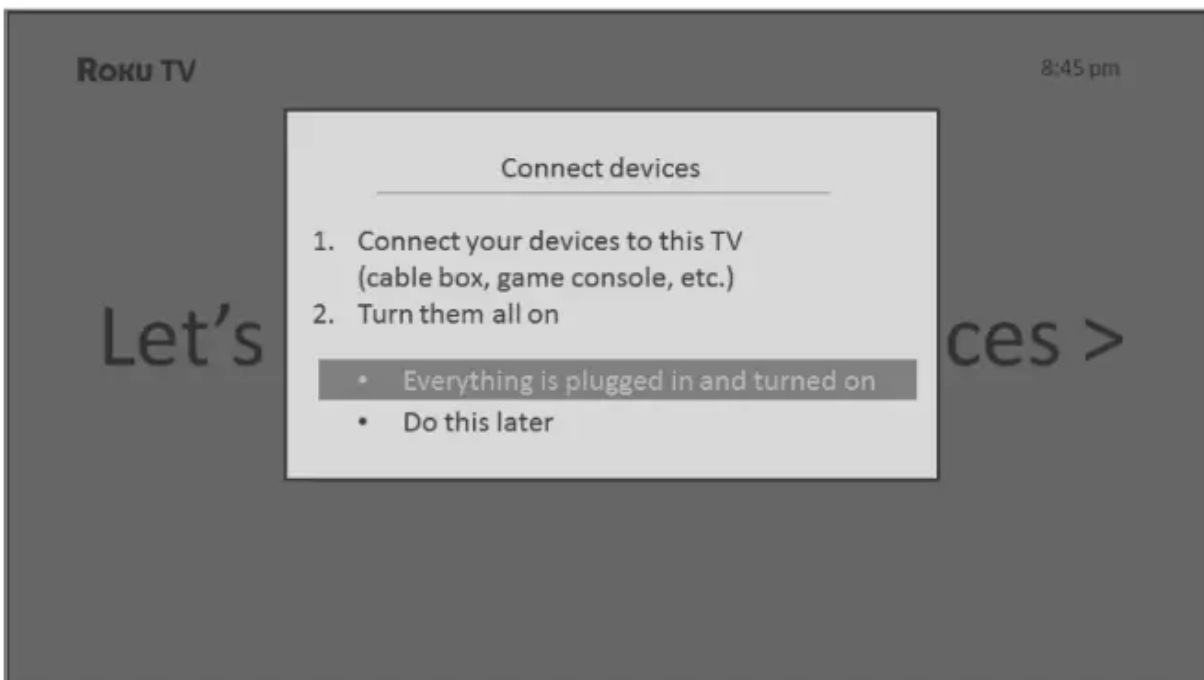 ROKU TV
8:45 pm
Connect devices
1. Connect your devices to this TV
(cable box, game console, etc.)
2. Turn them all on
Let's ces >
• Everything is plugged in and turned on
• Do this later